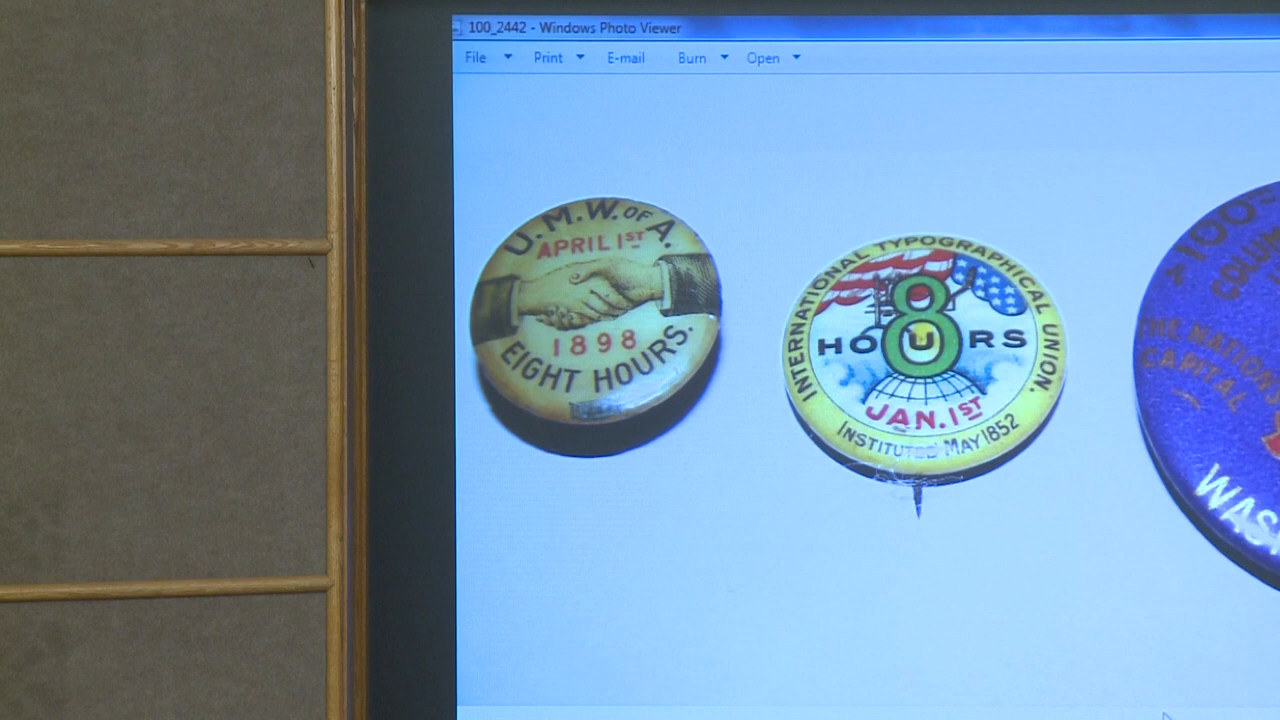 100_2442 - Windows Photo Viewer
File Print E-mail Burn Open
U.M.W. OF A.
APRIL 1ST
1898
EIGHT HOURS.
INTERNATIONAL TYPOGRAPHICAL UNION.
8
HOURS
JAN. 1ST
INSTITUTED MAY 1852
THE NATIONS
CAPITAL